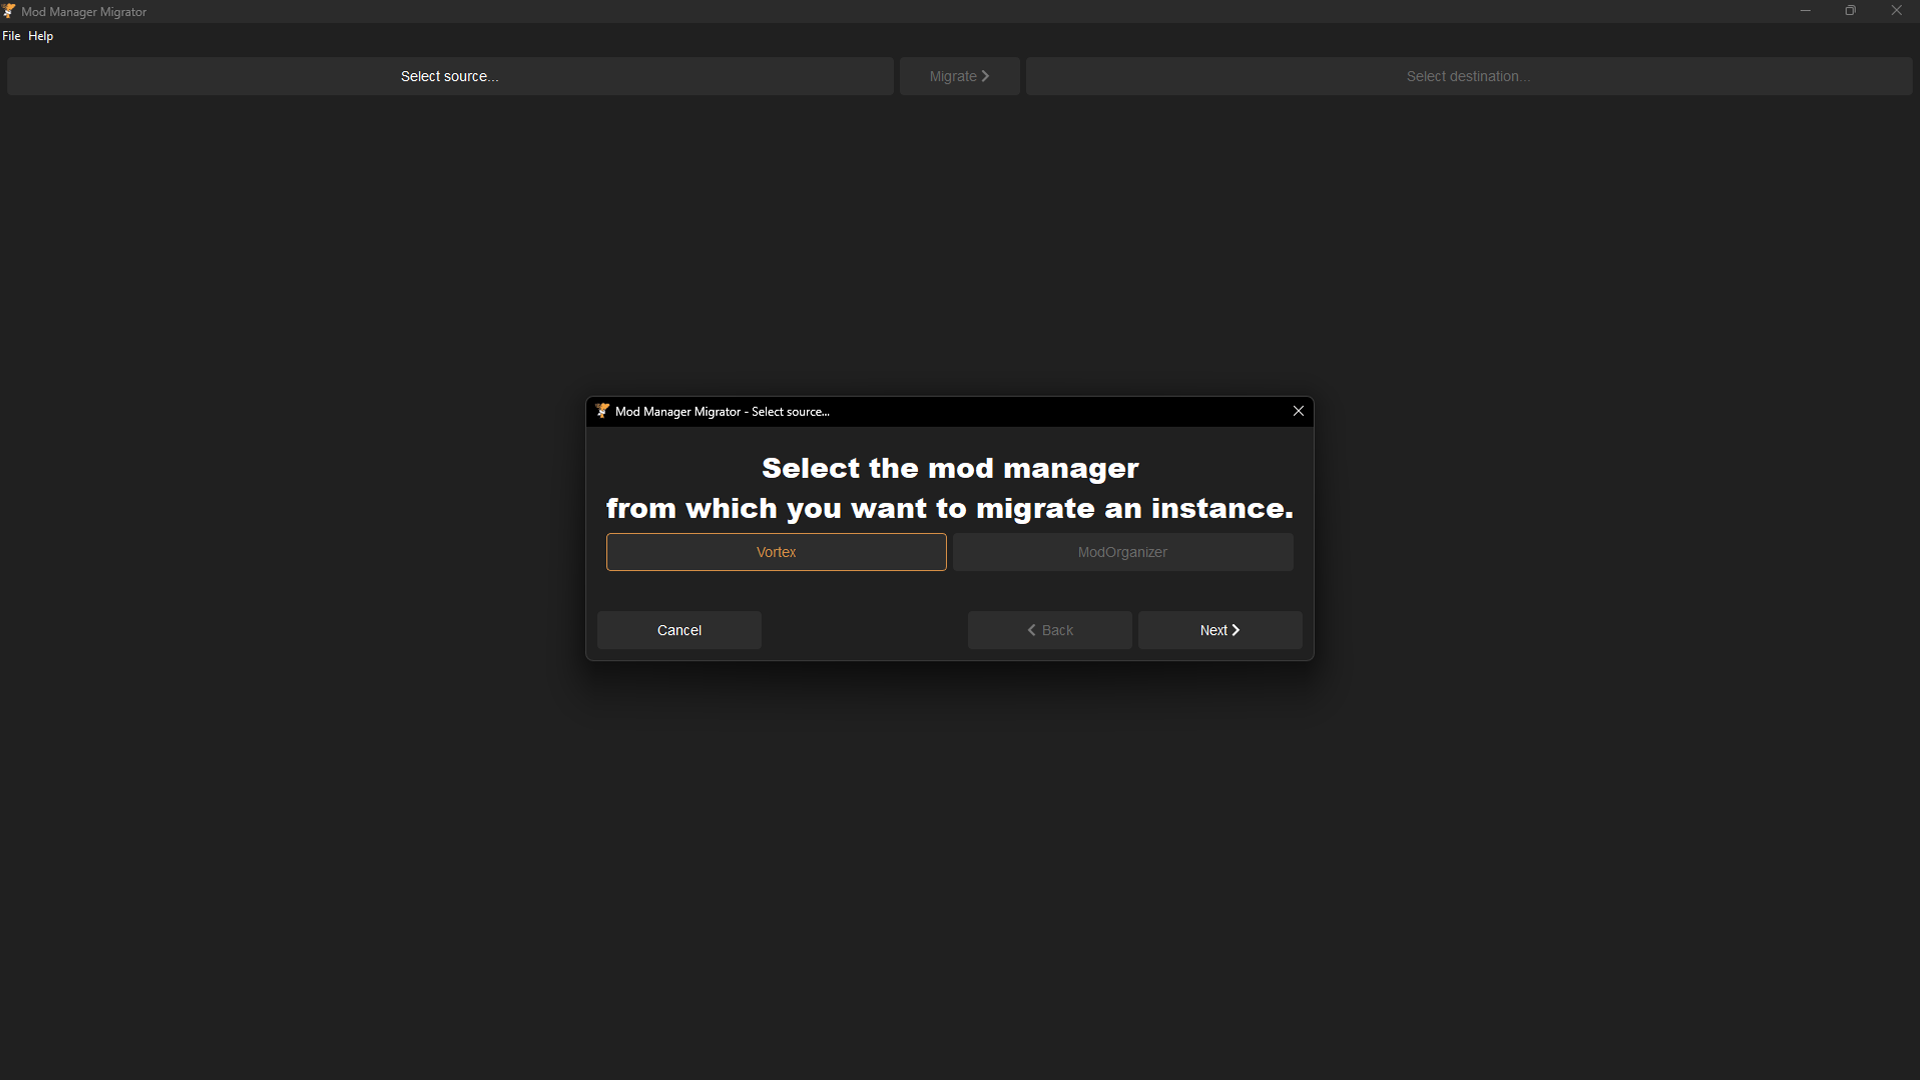 Mod Manager Migrator
File Help
Select source...
Migrate
Select destination...
Mod Manager Migrator - Select source...
Select the mod manager
from which you want to migrate an instance.
Vortex
ModOrganizer
Cancel
Back
Next